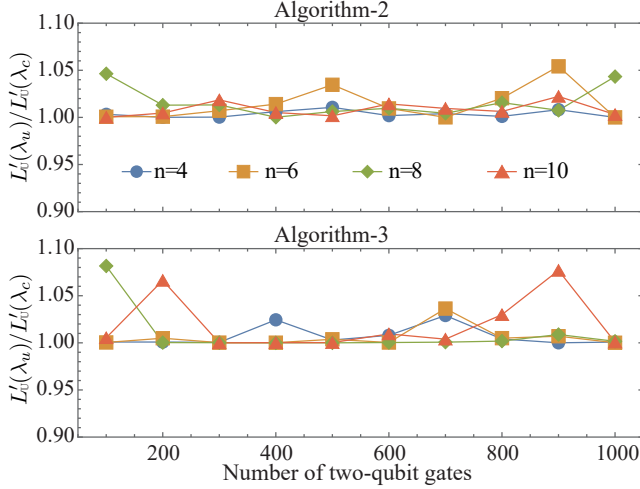 Algorithm-2
1.10
1.05
1.00
0.95
0.90
L′U(λu)/L′U(λc)
n=4 n=6 n=8 n=10
Algorithm-3
1.10
1.05
1.00
0.95
0.90
L′U(λu)/L′U(λc)
200 400 600 800 1000
Number of two-qubit gates